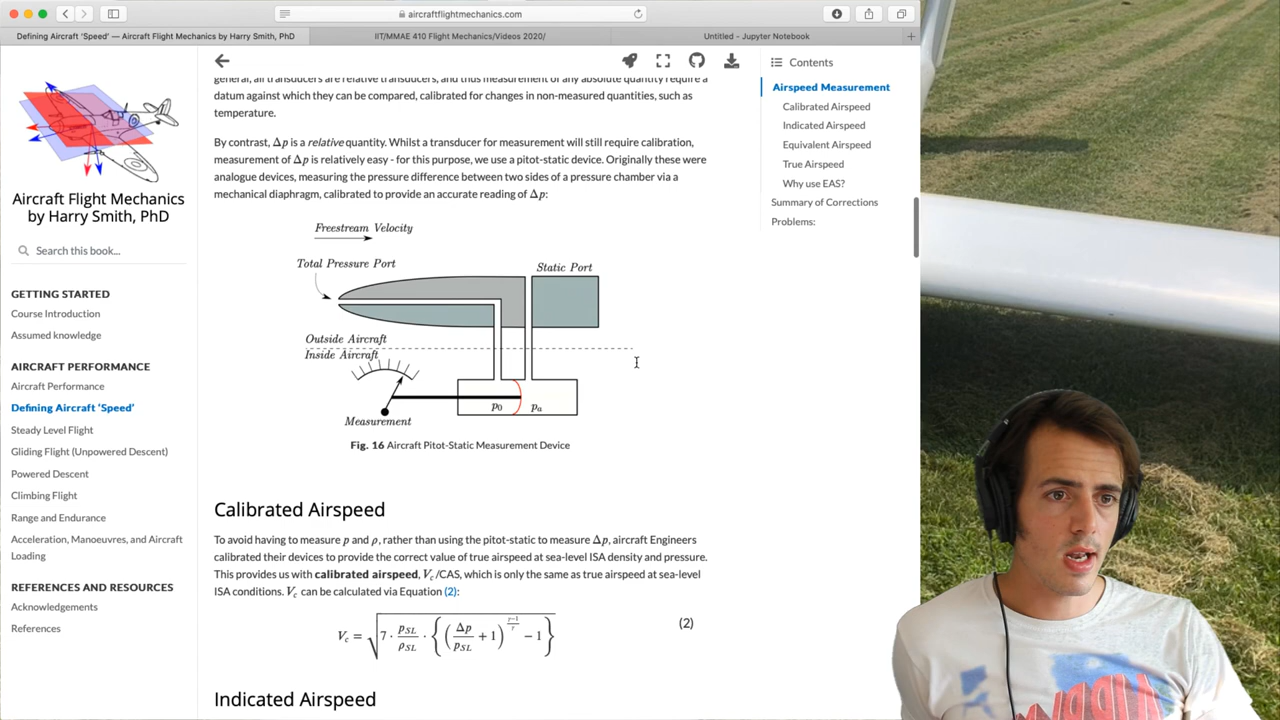 aircraftflightmechanics.com
Defining Aircraft 'Speed' — Aircraft Flight Mechanics by Harry Smith, PhD
IIT/MMAE 410 Flight Mechanics/Videos 2020/
Untitled - Jupyter Notebook
Aircraft Flight Mechanics
by Harry Smith, PhD
Search this book...
GETTING STARTED
Course Introduction
Assumed knowledge
AIRCRAFT PERFORMANCE
Aircraft Performance
Defining Aircraft 'Speed'
Steady Level Flight
Gliding Flight (Unpowered Descent)
Powered Descent
Climbing Flight
Range and Endurance
Acceleration, Manoeuvres, and Aircraft
Loading
REFERENCES AND RESOURCES
Acknowledgements
References
general, all transducers are relative transducers, and thus measurement of any absolute quantity require a
datum against which they can be compared, calibrated for changes in non-measured quantities, such as
temperature.
By contrast, Δp is a relative quantity. Whilst a transducer for measurement will still require calibration,
measurement of Δp is relatively easy - for this purpose, we use a pitot-static device. Originally these were
analogue devices, measuring the pressure difference between two sides of a pressure chamber via a
mechanical diaphragm, calibrated to provide an accurate reading of Δp:
Freestream Velocity
Total Pressure Port
Static Port
Outside Aircraft
Inside Aircraft
p₀ pₐ
Measurement
Fig. 16 Aircraft Pitot-Static Measurement Device
Calibrated Airspeed
To avoid having to measure p and ρ, rather than using the pitot-static to measure Δp, aircraft Engineers
calibrated their devices to provide the correct value of true airspeed at sea-level ISA density and pressure.
This provides us with calibrated airspeed, V_c/CAS, which is only the same as true airspeed at sea-level
ISA conditions. V_c can be calculated via Equation (2):
V_c = √(7 · p_SL/ρ_SL · {(Δp/p_SL + 1)^((γ−1)/γ) − 1}) (2)
Indicated Airspeed
Contents
Airspeed Measurement
Calibrated Airspeed
Indicated Airspeed
Equivalent Airspeed
True Airspeed
Why use EAS?
Summary of Corrections
Problems: